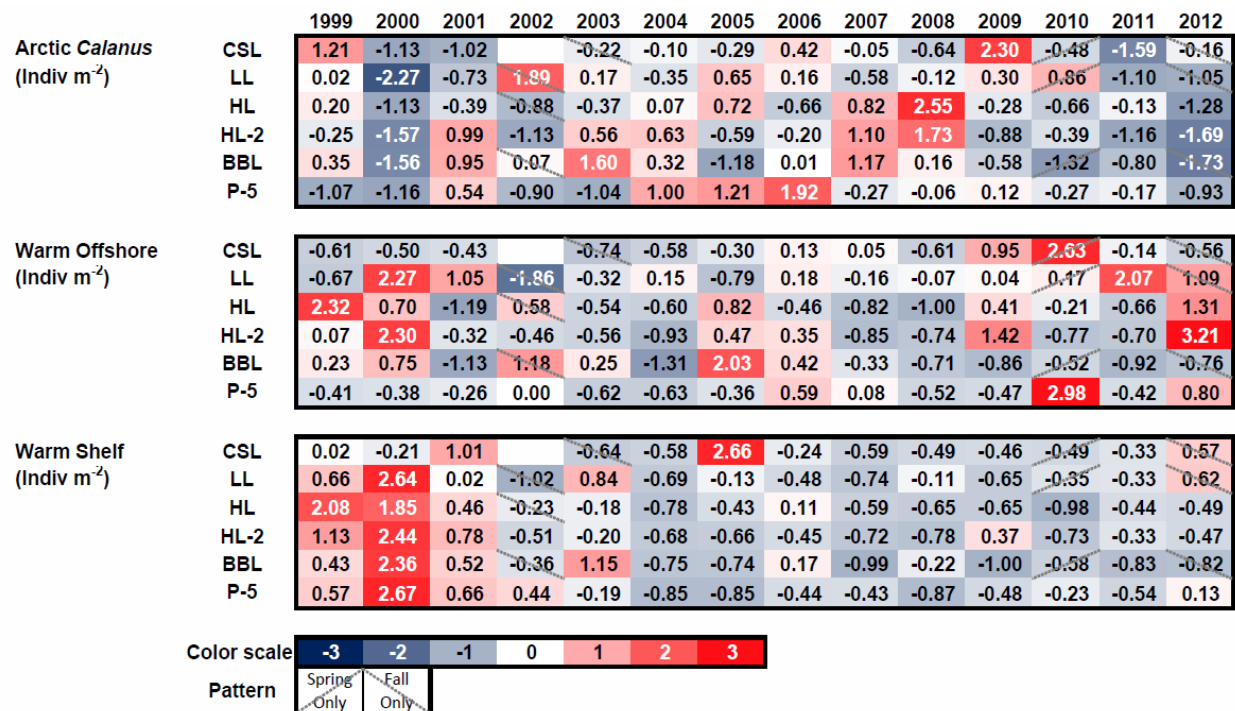 1999 2000 2001 2002 2003 2004 2005 2006 2007 2008 2009 2010 2011 2012
Arctic Calanus CSL 1.21 -1.13 -1.02 -0.22 -0.10 -0.29 0.42 -0.05 -0.64 2.30 -0.48 -1.59 -0.16
(Indiv m-2) LL 0.02 -2.27 -0.73 1.89 0.17 -0.35 0.65 0.16 -0.58 -0.12 0.30 0.86 -1.10 -1.05
HL 0.20 -1.13 -0.39 -0.88 -0.37 0.07 0.72 -0.66 0.82 2.55 -0.28 -0.66 -0.13 -1.28
HL-2 -0.25 -1.57 0.99 -1.13 0.56 0.63 -0.59 -0.20 1.10 1.73 -0.88 -0.39 -1.16 -1.69
BBL 0.35 -1.56 0.95 0.07 1.60 0.32 -1.18 0.01 1.17 0.16 -0.58 -1.32 -0.80 -1.73
P-5 -1.07 -1.16 0.54 -0.90 -1.04 1.00 1.21 1.92 -0.27 -0.06 0.12 -0.27 -0.17 -0.93
Warm Offshore CSL -0.61 -0.50 -0.43 -0.74 -0.58 -0.30 0.13 0.05 -0.61 0.95 2.63 -0.14 -0.56
(Indiv m-2) LL -0.67 2.27 1.05 -1.86 -0.32 0.15 -0.79 0.18 -0.16 -0.07 0.04 0.17 2.07 1.09
HL 2.32 0.70 -1.19 0.58 -0.54 -0.60 0.82 -0.46 -0.82 -1.00 0.41 -0.21 -0.66 1.31
HL-2 0.07 2.30 -0.32 -0.46 -0.56 -0.93 0.47 0.35 -0.85 -0.74 1.42 -0.77 -0.70 3.21
BBL 0.23 0.75 -1.13 1.18 0.25 -1.31 2.03 0.42 -0.33 -0.71 -0.86 -0.52 -0.92 -0.76
P-5 -0.41 -0.38 -0.26 0.00 -0.62 -0.63 -0.36 0.59 0.08 -0.52 -0.47 2.98 -0.42 0.80
Warm Shelf CSL 0.02 -0.21 1.01 -0.64 -0.58 2.66 -0.24 -0.59 -0.49 -0.46 -0.49 -0.33 0.57
(Indiv m-2) LL 0.66 2.64 0.02 -1.02 0.84 -0.69 -0.13 -0.48 -0.74 -0.11 -0.65 -0.35 -0.33 0.62
HL 2.08 1.85 0.46 -0.23 -0.18 -0.78 -0.43 0.11 -0.59 -0.65 -0.65 -0.98 -0.44 -0.49
HL-2 1.13 2.44 0.78 -0.51 -0.20 -0.68 -0.66 -0.45 -0.72 -0.78 0.37 -0.73 -0.33 -0.47
BBL 0.43 2.36 0.52 -0.36 1.15 -0.75 -0.74 0.17 -0.99 -0.22 -1.00 -0.58 -0.83 -0.82
P-5 0.57 2.67 0.66 0.44 -0.19 -0.85 -0.85 -0.44 -0.43 -0.87 -0.48 -0.23 -0.54 0.13
Color scale -3 -2 -1 0 1 2 3
Pattern Spring Only Fall Only